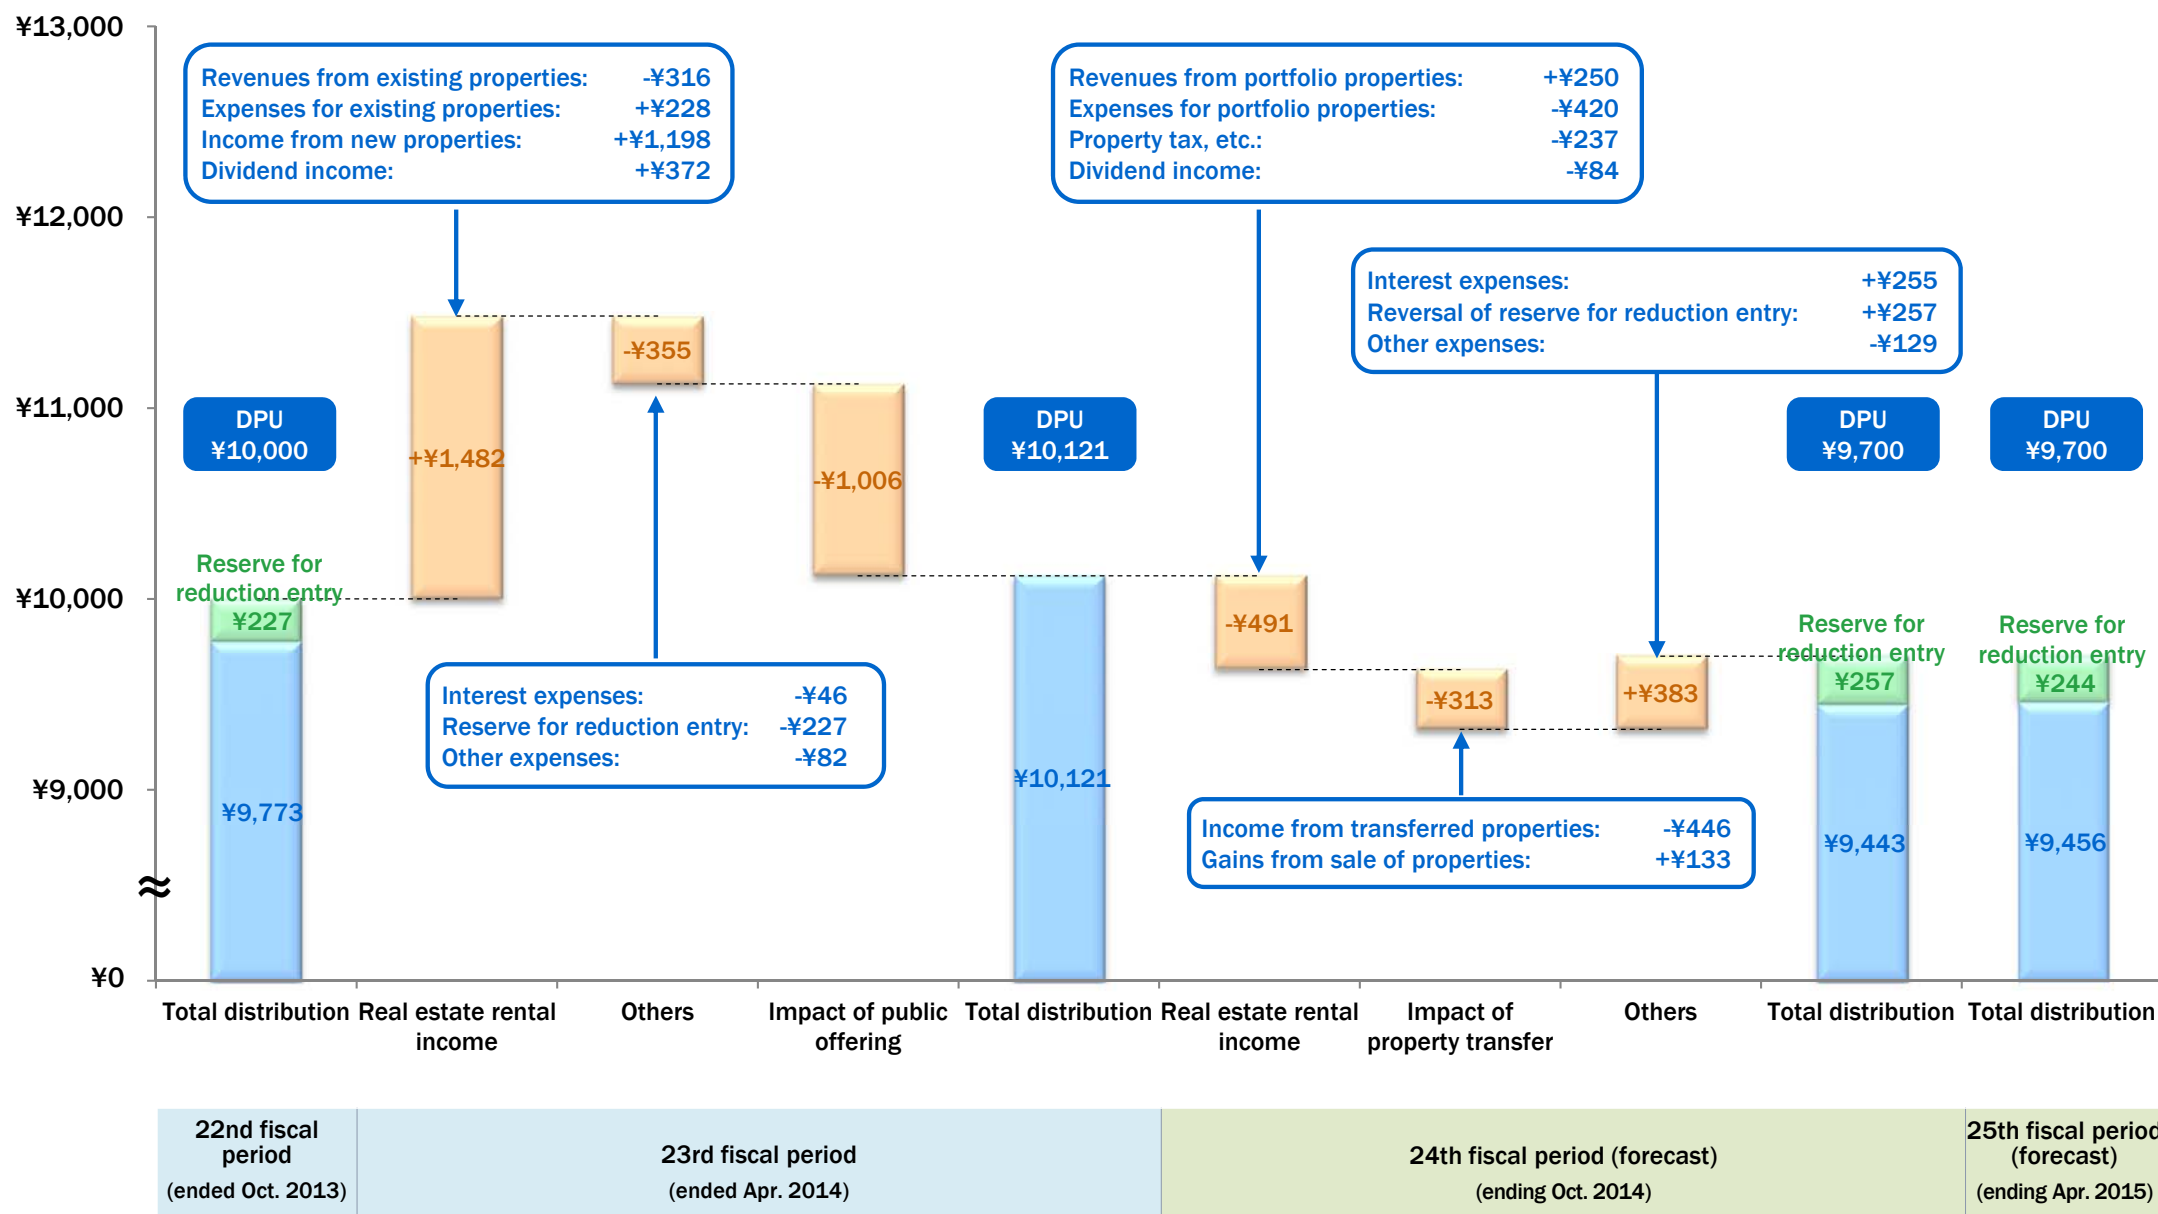 ¥13,000
¥12,000
¥11,000
¥10,000
¥9,000
≈
¥0
Revenues from existing properties: -¥316
Expenses for existing properties: +¥228
Income from new properties: +¥1,198
Dividend income: +¥372
Revenues from portfolio properties: +¥250
Expenses for portfolio properties: -¥420
Property tax, etc.: -¥237
Dividend income: -¥84
Interest expenses: +¥255
Reversal of reserve for reduction entry: +¥257
Other expenses: -¥129
DPU
¥10,000
Reserve for
reduction entry
¥227
¥9,773
+¥1,482
-¥355
-¥1,006
Interest expenses: -¥46
Reserve for reduction entry: -¥227
Other expenses: -¥82
DPU
¥10,121
¥10,121
-¥491
-¥313
+¥383
Income from transferred properties: -¥446
Gains from sale of properties: +¥133
DPU
¥9,700
Reserve for
reduction entry
¥257
¥9,443
DPU
¥9,700
Reserve for
reduction entry
¥244
¥9,456
Total distribution
Real estate rental
income
Others
Impact of public
offering
Total distribution
Real estate rental
income
Impact of
property transfer
Others
Total distribution
Total distribution
22nd fiscal
period
(ended Oct. 2013)
23rd fiscal period
(ended Apr. 2014)
24th fiscal period (forecast)
(ending Oct. 2014)
25th fiscal period
(forecast)
(ending Apr. 2015)